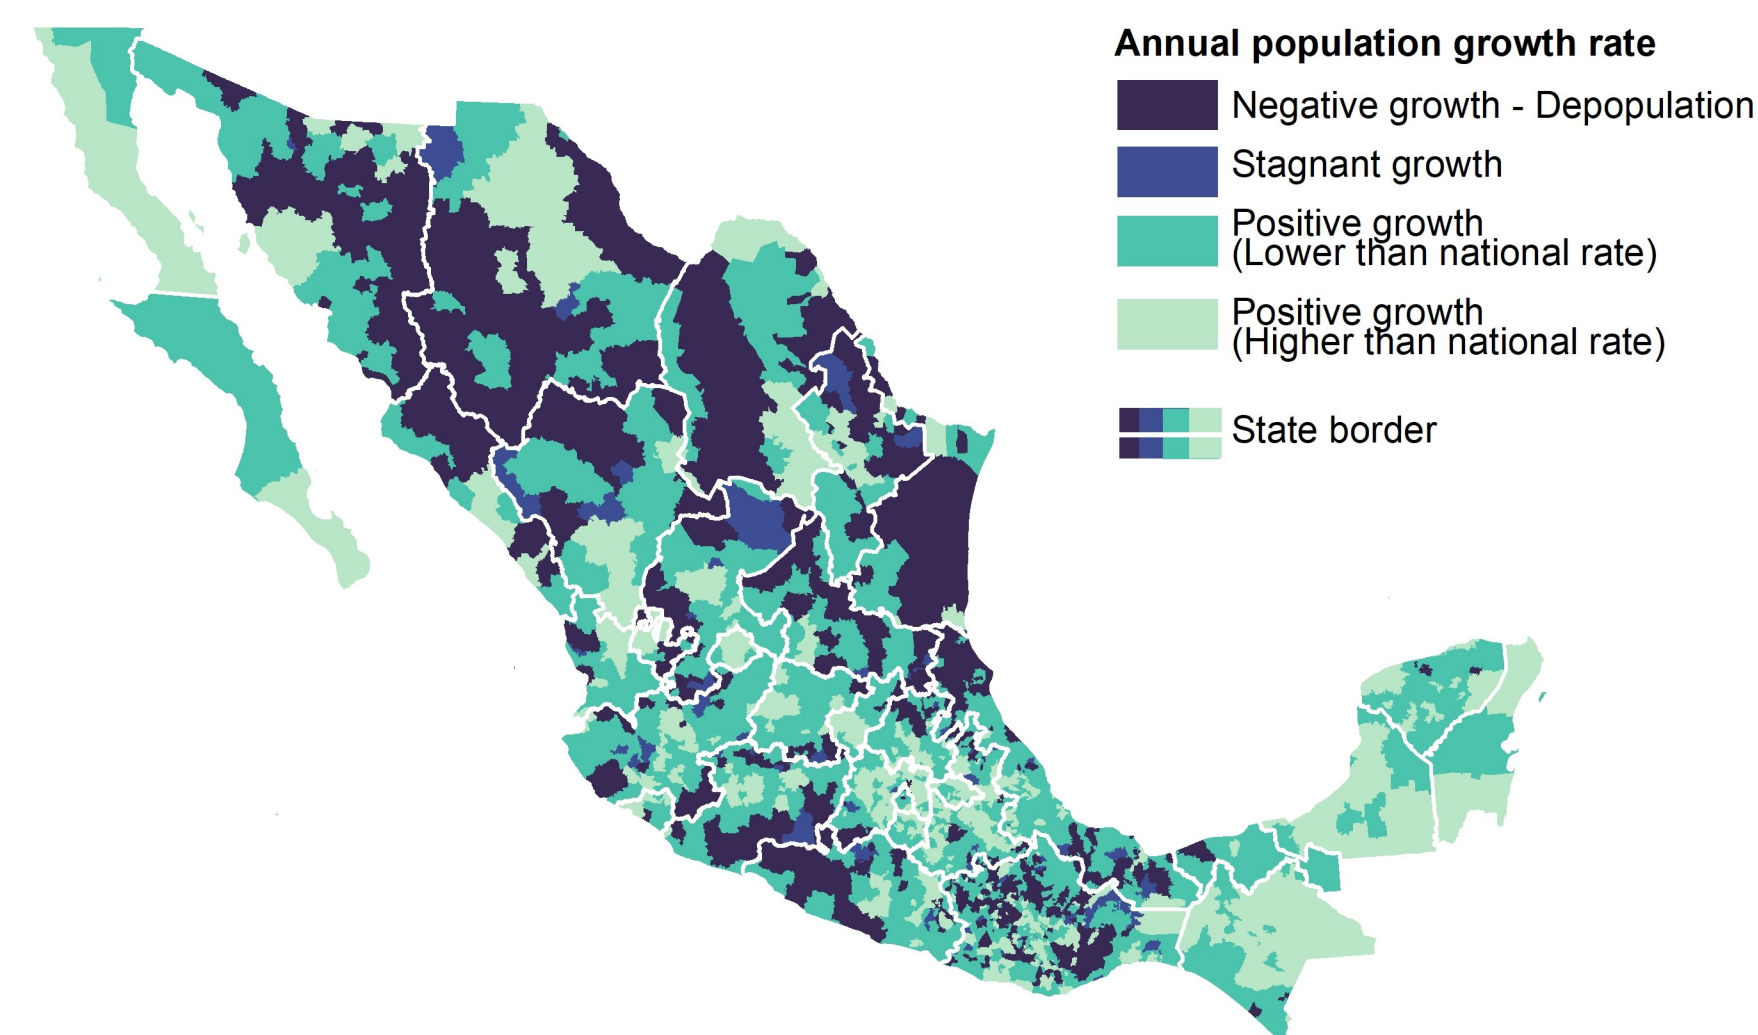 Annual population growth rate
Negative growth - Depopulation
Stagnant growth
Positive growth
(Lower than national rate)
Positive growth
(Higher than national rate)
State border